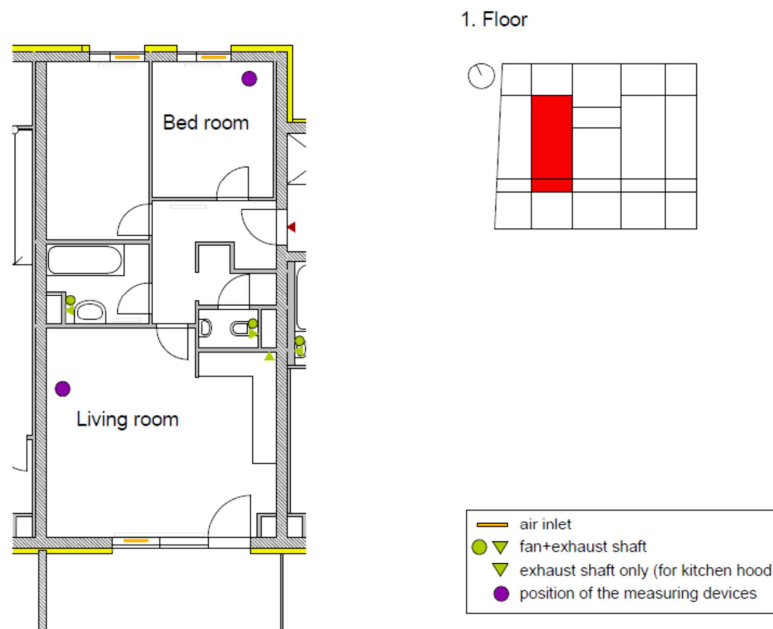 1. Floor
Bed room
Living room
air inlet
fan+exhaust shaft
exhaust shaft only (for kitchen hood
position of the measuring devices